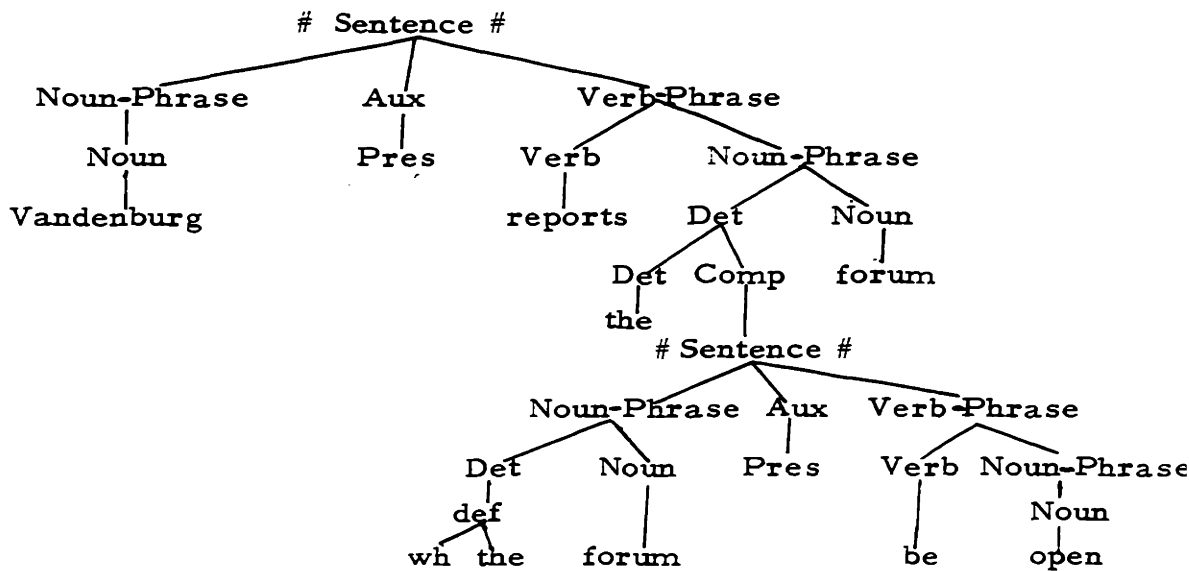 # Sentence #
Noun-Phrase Aux Verb-Phrase
Noun Pres Verb Noun-Phrase
Vandenburg reports Det Noun
Det Comp forum
the
# Sentence #
Noun-Phrase Aux Verb-Phrase
Det Noun Pres Verb Noun-Phrase
def Noun
wh the forum be open